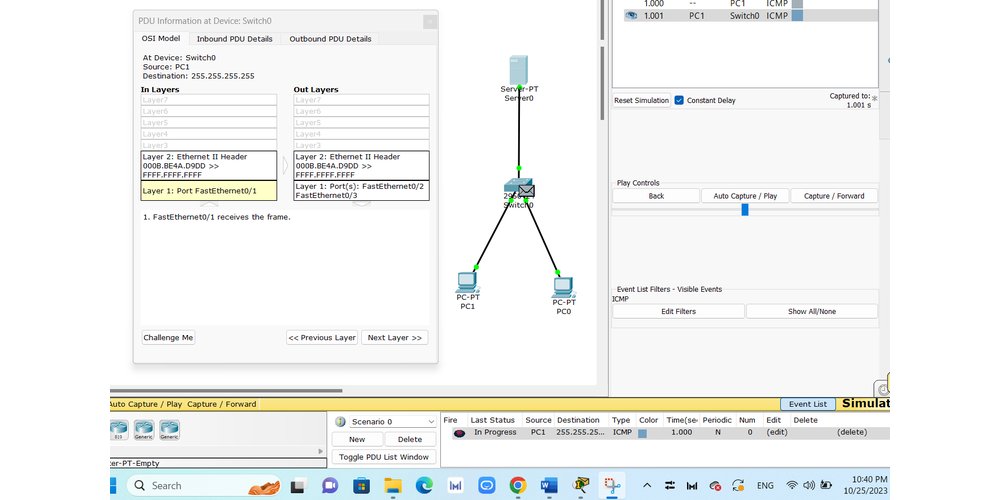 PDU Information at Device: Switch0
OSI Model Inbound PDU Details Outbound PDU Details
At Device: Switch0
Source: PC1
Destination: 255.255.255.255
In Layers
Layer7
Layer6
Layer5
Layer4
Layer3
Layer 2: Ethernet II Header
000B.BE4A.D9DD >>
FFFF.FFFF.FFFF
Layer 1: Port FastEthernet0/1
Out Layers
Layer7
Layer6
Layer5
Layer4
Layer3
Layer 2: Ethernet II Header
000B.BE4A.D9DD >>
FFFF.FFFF.FFFF
Layer 1: Port(s): FastEthernet0/2
FastEthernet0/3
1. FastEthernet0/1 receives the frame.
Challenge Me << Previous Layer Next Layer >>
Server-PT
Server0
Switch0
PC-PT
PC1
PC-PT
PC0
1.000 -- PC1 ICMP
1.001 PC1 Switch0 ICMP
Reset Simulation Constant Delay
Captured to:
1.001 s
Play Controls
Back Auto Capture / Play Capture / Forward
Event List Filters - Visible Events
ICMP
Edit Filters Show All/None
Auto Capture / Play Capture / Forward
Event List Simulat
810 Generic Generic
er-PT-Empty
Scenario 0
New Delete
Toggle PDU List Window
Fire Last Status Source Destination Type Color Time(sec Periodic Num Edit Delete
In Progress PC1 255.255.25... ICMP 1.000 N 0 (edit) (delete)
Search
ENG
10:40 PM
10/25/2023